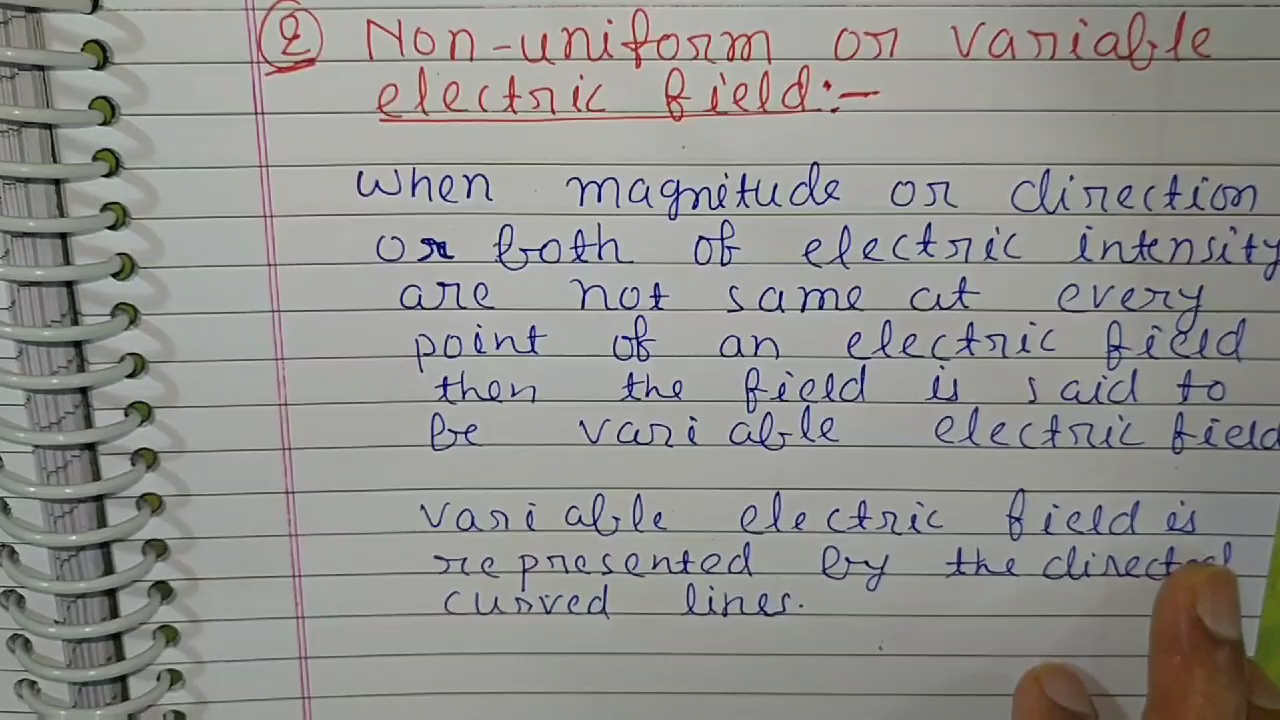 ② Non-uniform or variable
electric field:-
When magnitude or direction
or both of electric intensity
are not same at every
point of an electric field
then the field is said to
be variable electric field
variable electric field is
represented by the directed
curved lines.